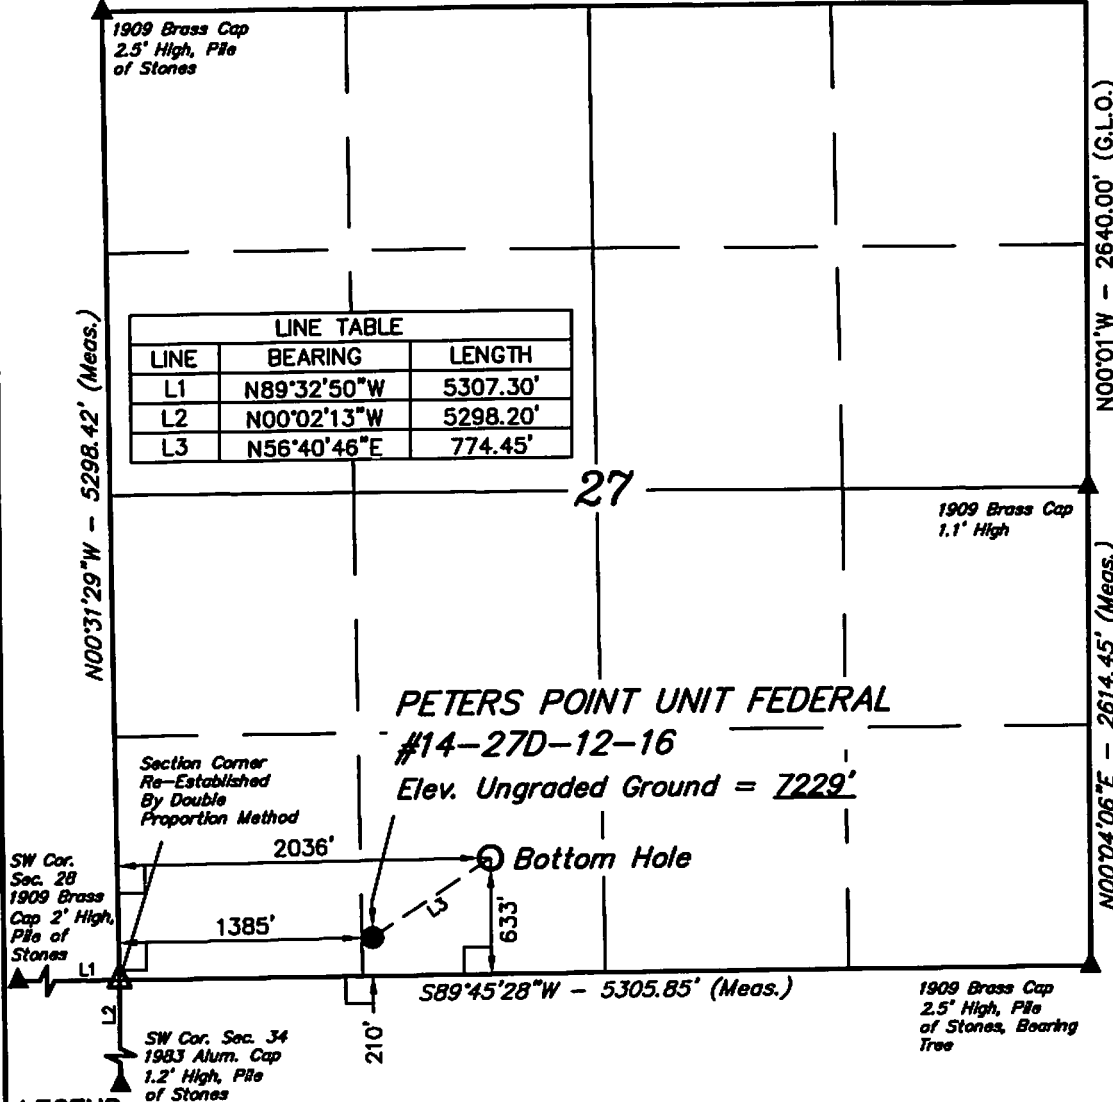 1909 Brass Cap
2.5' High, Pile
of Stones
N00°01'W - 2640.00' (G.L.O.)
N00°31'29"W - 5298.42' (Meas.)
LINE TABLE
LINE BEARING LENGTH
L1 N89°32'50"W 5307.30'
L2 N00°02'13"W 5298.20'
L3 N56°40'46"E 774.45'
27
1909 Brass Cap
1.1' High
N00°04'06"E - 2614.45' (Meas.)
PETERS POINT UNIT FEDERAL
#14-27D-12-16
Elev. Ungraded Ground = 7229'
Section Corner
Re-Established
By Double
Proportion Method
2036'
Bottom Hole
SW Cor.
Sec. 28
1909 Brass
Cap 2' High,
Pile of
Stones
L3
633'
1385'
L1
S89°45'28"W - 5305.85' (Meas.)
L2
210'
SW Cor. Sec. 34
1983 Alum. Cap
1.2' High, Pile
of Stones
1909 Brass Cap
2.5' High, Pile
of Stones, Bearing
Tree